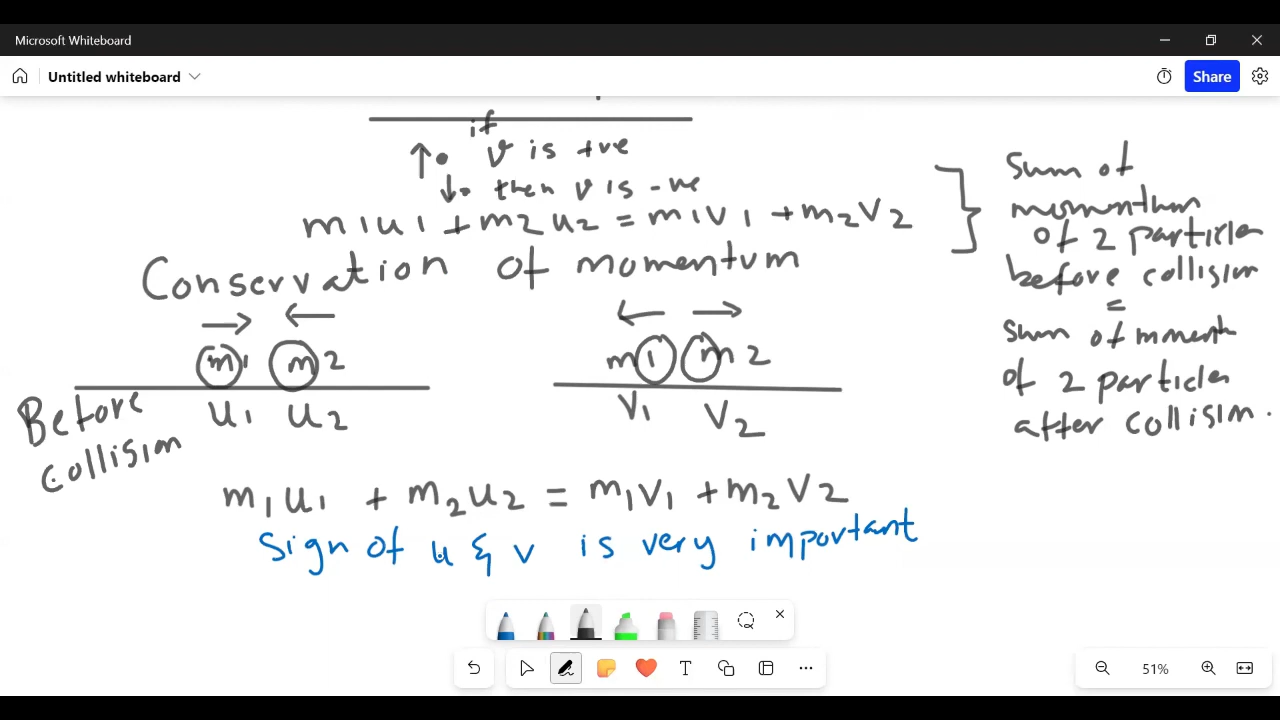 Microsoft Whiteboard
Untitled whiteboard
Share
if
v is +ve
then v is -ve
m1u1 + m2u2 = m1v1 + m2v2
Conservation of momentum
sum of
momentum
of 2 particles
before collision
=
sum of
of 2 particles
after collision.
m1 m2
m1 m2
Before
collision
u1 u2
v1 v2
m1u1 + m2u2 = m1v1 + m2v2
Sign of u & v is very important
51%